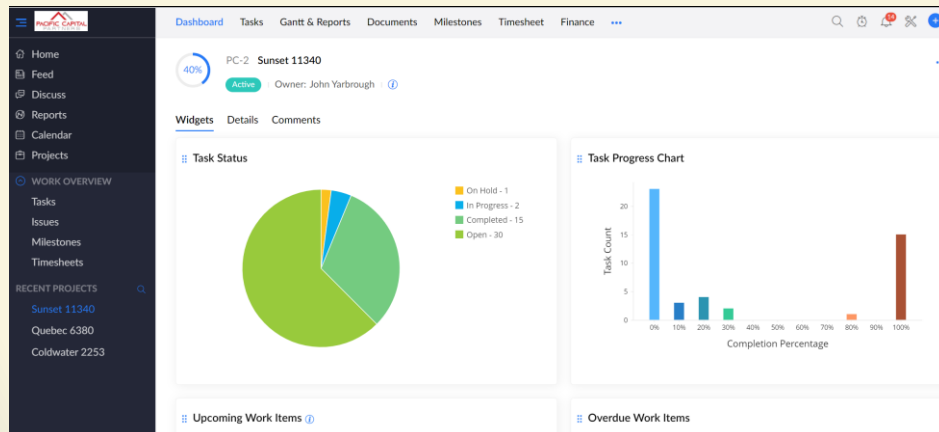 PACIFIC CAPITAL
PARTNERS
Dashboard Tasks Gantt & Reports Documents Milestones Timesheet Finance
14
Home
Feed
Discuss
Reports
Calendar
Projects
WORK OVERVIEW
Tasks
Issues
Milestones
Timesheets
RECENT PROJECTS
Sunset 11340
Quebec 6380
Coldwater 2253
40%
PC-2 Sunset 11340
Active Owner: John Yarbrough
Widgets Details Comments
Task Status
On Hold - 1
In Progress - 2
Completed - 15
Open - 30
Task Progress Chart
Task Count
20
15
10
5
0
0% 10% 20% 30% 40% 50% 60% 70% 80% 90% 100%
Completion Percentage
Upcoming Work Items
Overdue Work Items